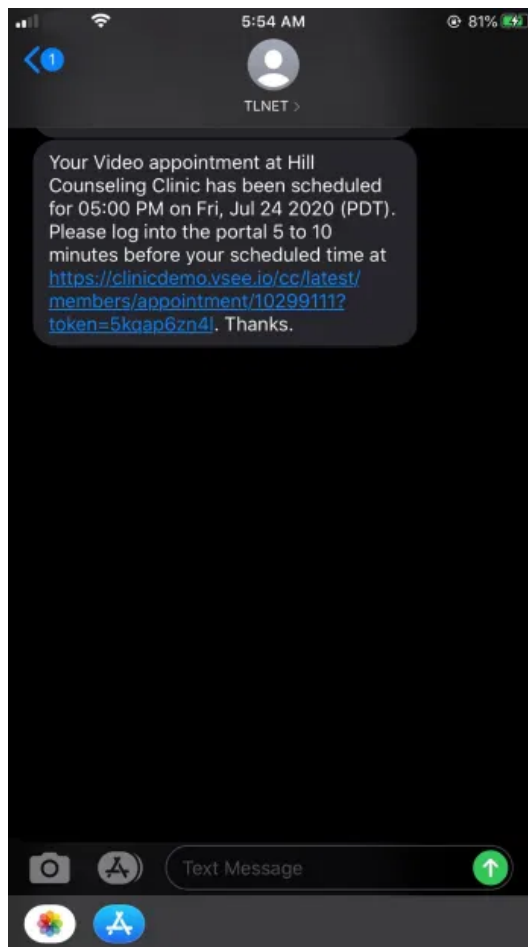 5:54 AM
81%
1
TLNET >
Your Video appointment at Hill
Counseling Clinic has been scheduled
for 05:00 PM on Fri, Jul 24 2020 (PDT).
Please log into the portal 5 to 10
minutes before your scheduled time at
https://clinicdemo.vsee.io/cc/latest/
members/appointment/10299111?
token=5kqap6zn4l. Thanks.
Text Message